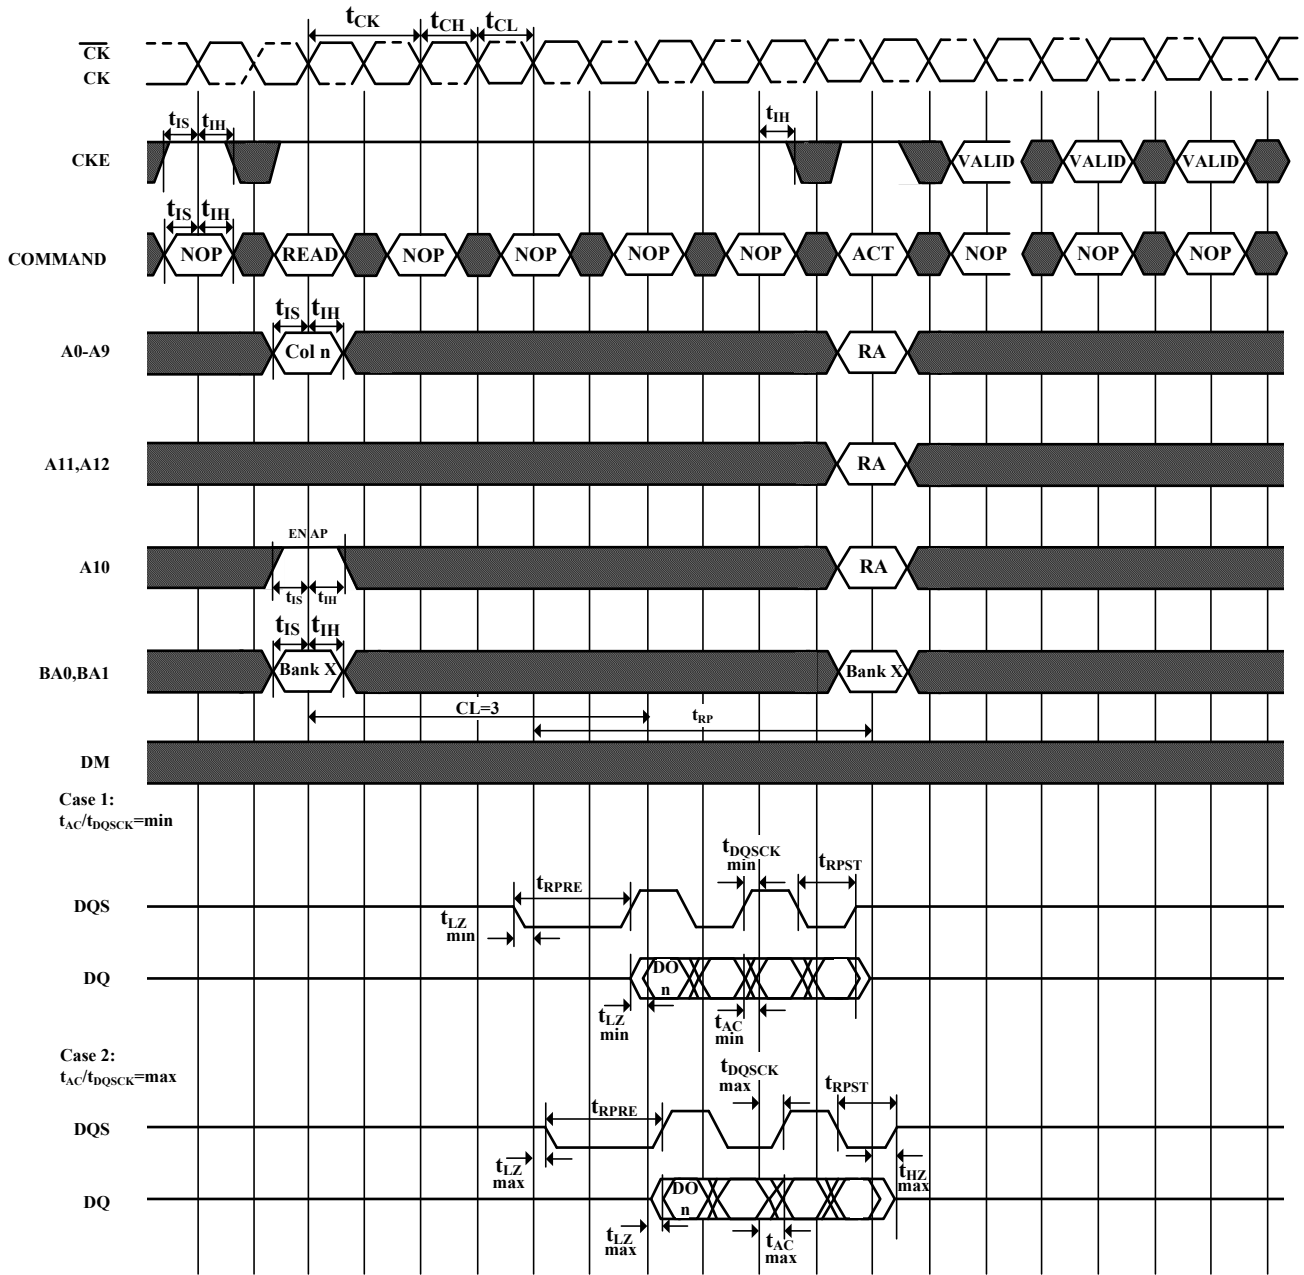 tCK tCH tCL
CK
CK
tIS tIH tIH
CKE VALID VALID VALID
tIS tIH
COMMAND NOP READ NOP NOP NOP NOP ACT NOP NOP NOP
tIS tIH
A0-A9 Col n RA
A11,A12 RA
EN AP
A10 RA
tIS tIH
tIS tIH
BA0,BA1 Bank X Bank X
CL=3 tRP
DM
Case 1:
tAC/tDQSCK=min
tDQSCK
min
tRPST
tRPRE
DQS
tLZ
min
DQ DO
n
tLZ
min
tAC
min
Case 2:
tAC/tDQSCK=max
tDQSCK
max
tRPST
tRPRE
DQS
tLZ
max
tHZ
max
DQ DO
n
tLZ
max
tAC
max